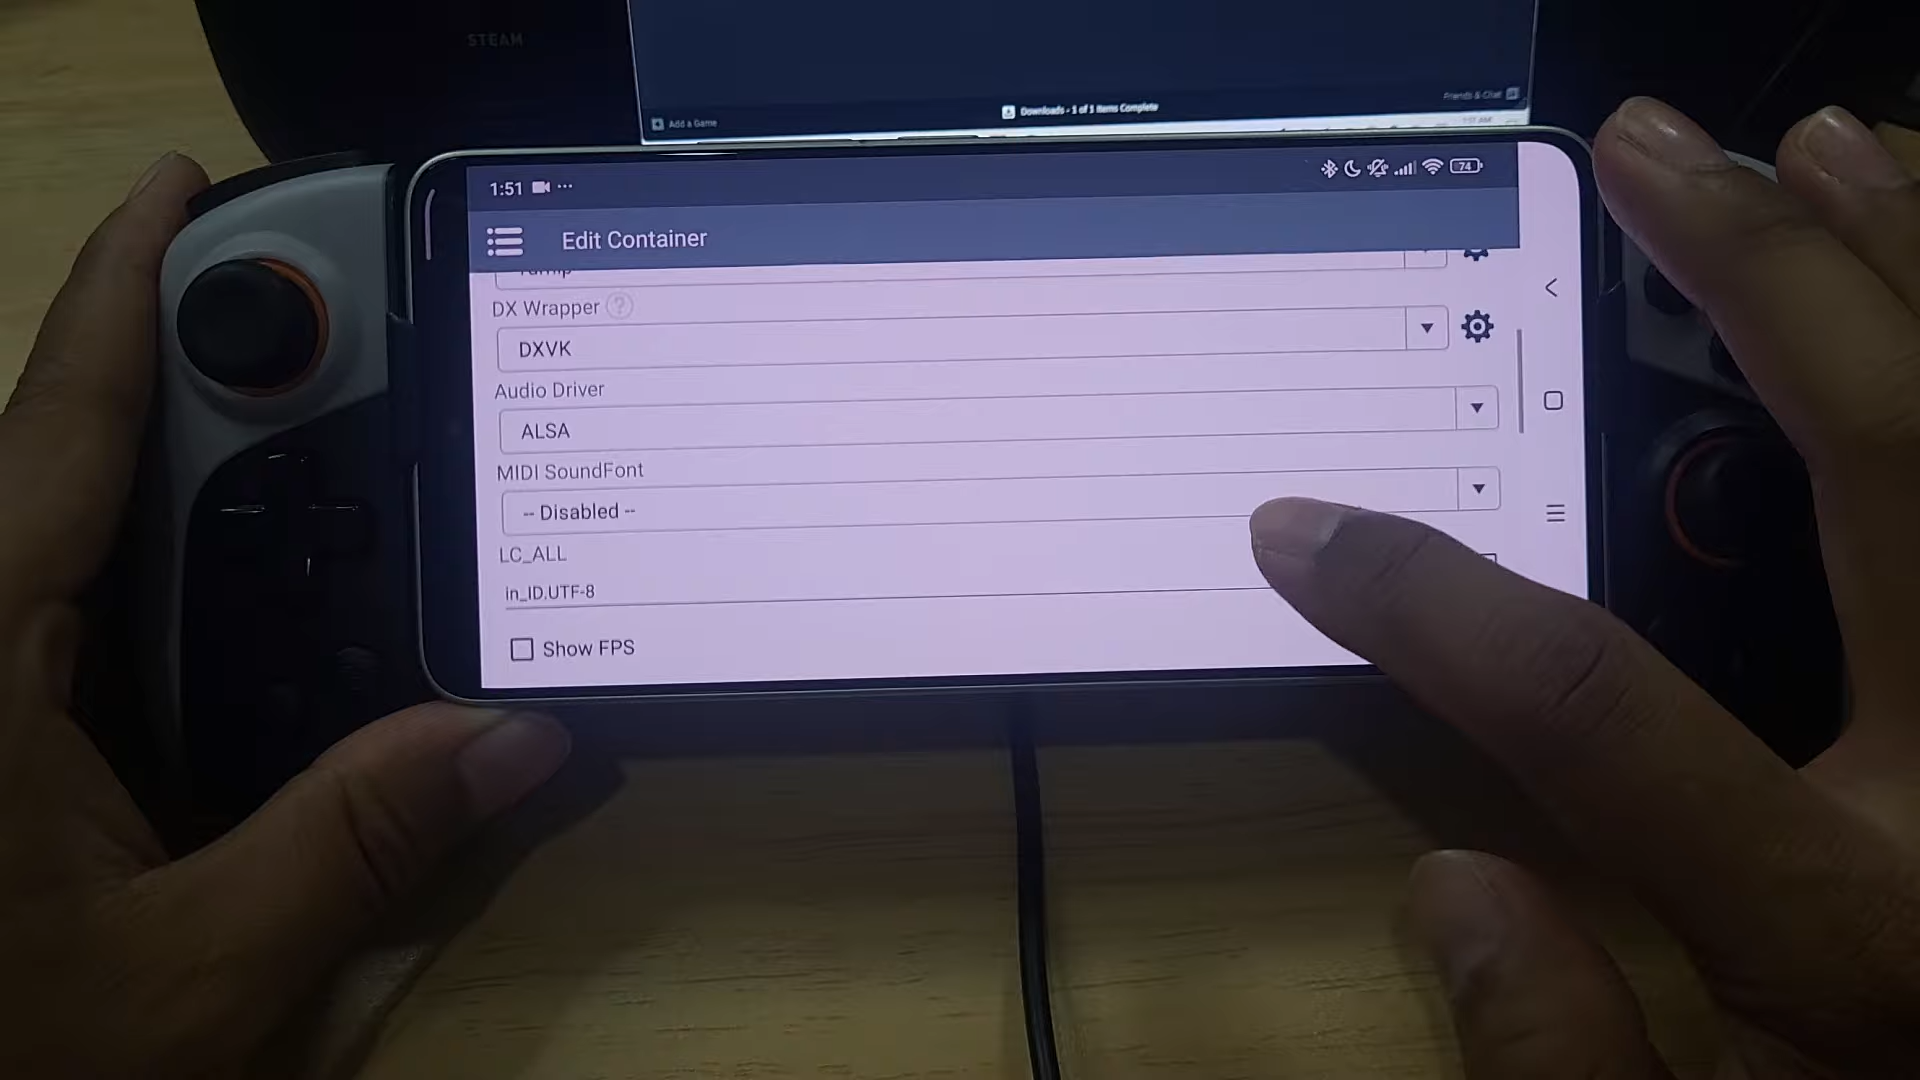 STEAM
Add a Game
Downloads - 1 of 1 Items Complete
Friends & Chat
1:51
74
Edit Container
DX Wrapper ?
DXVK
Audio Driver
ALSA
MIDI SoundFont
-- Disabled --
LC_ALL
in_ID.UTF-8
Show FPS